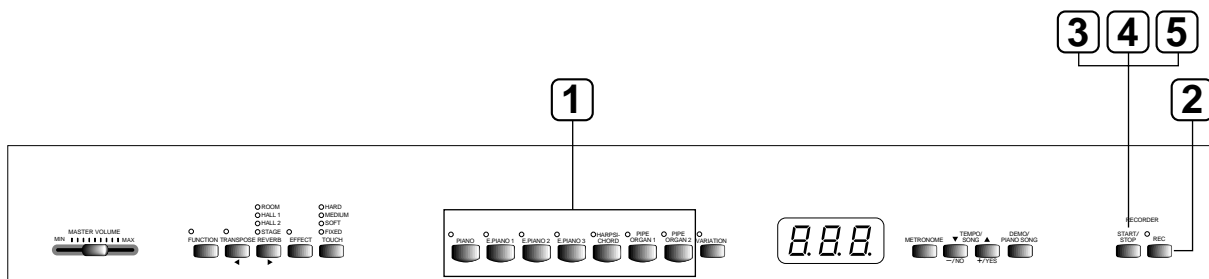 3 4 5
1
2
MASTER VOLUME
MIN MAX
FUNCTION
TRANSPOSE
◀
ROOM
HALL 1
HALL 2
STAGE
REVERB
▶
EFFECT
HARD
MEDIUM
SOFT
FIXED
TOUCH
PIANO
E.PIANO 1
E.PIANO 2
E.PIANO 3
HARPSI-
CHORD
PIPE
ORGAN 1
PIPE
ORGAN 2
VARIATION
8.8.8.
METRONOME
TEMPO/
▼ SONG ▲
–/NO +/YES
DEMO/
PIANO SONG
RECORDER
START/
STOP
REC